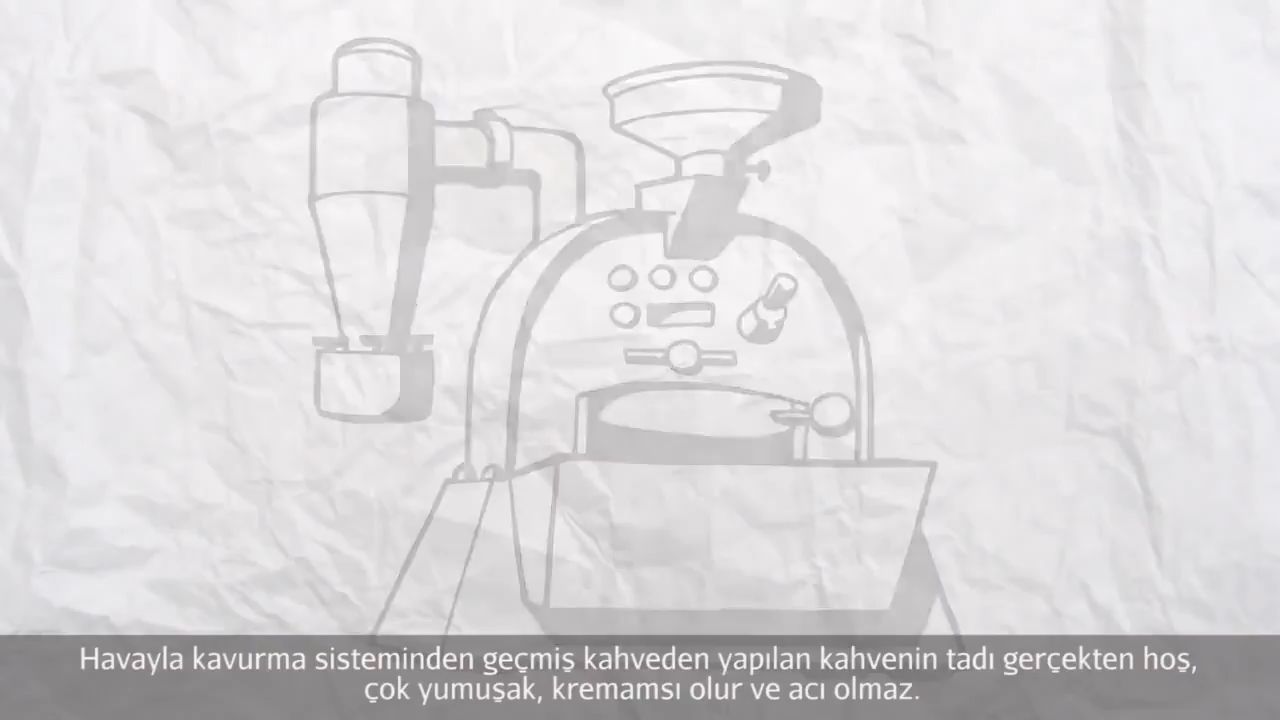 Havayla kavurma sisteminden geçmiş kahveden yapılan kahvenin tadı gerçekten hoş,
çok yumuşak, kremamsı olur ve acı olmaz.